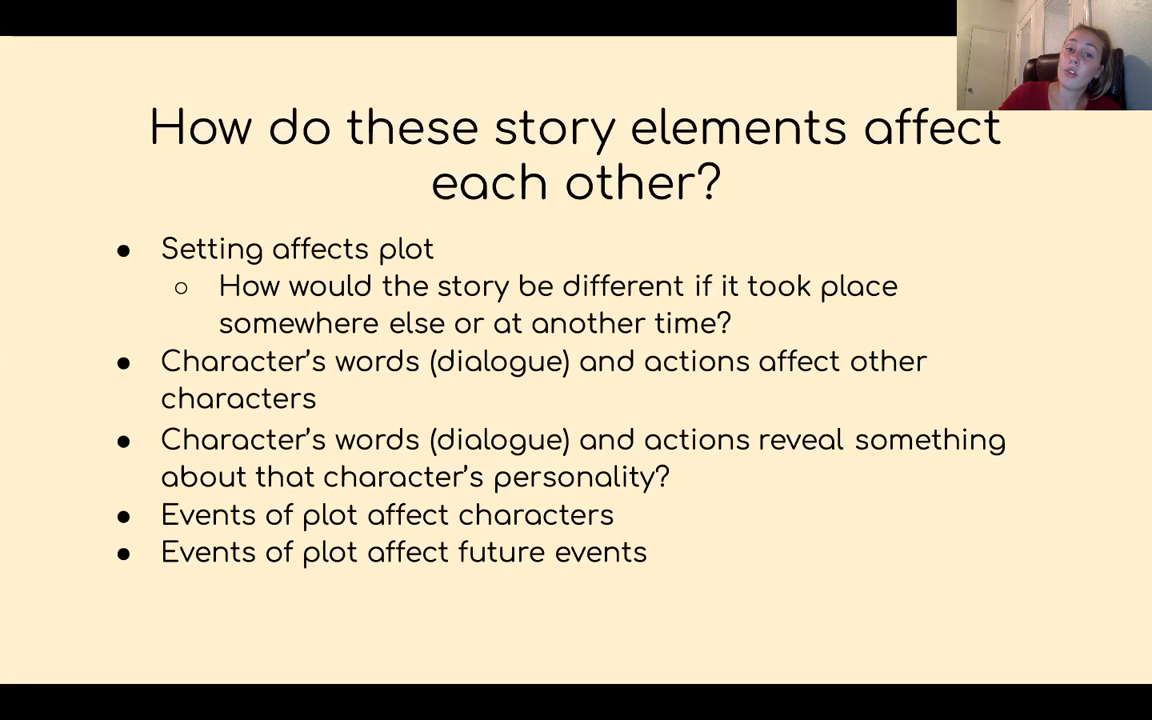 How do these story elements affect
each other?
● Setting affects plot
○ How would the story be different if it took place
somewhere else or at another time?
● Character’s words (dialogue) and actions affect other
characters
● Character’s words (dialogue) and actions reveal something
about that character’s personality?
● Events of plot affect characters
● Events of plot affect future events